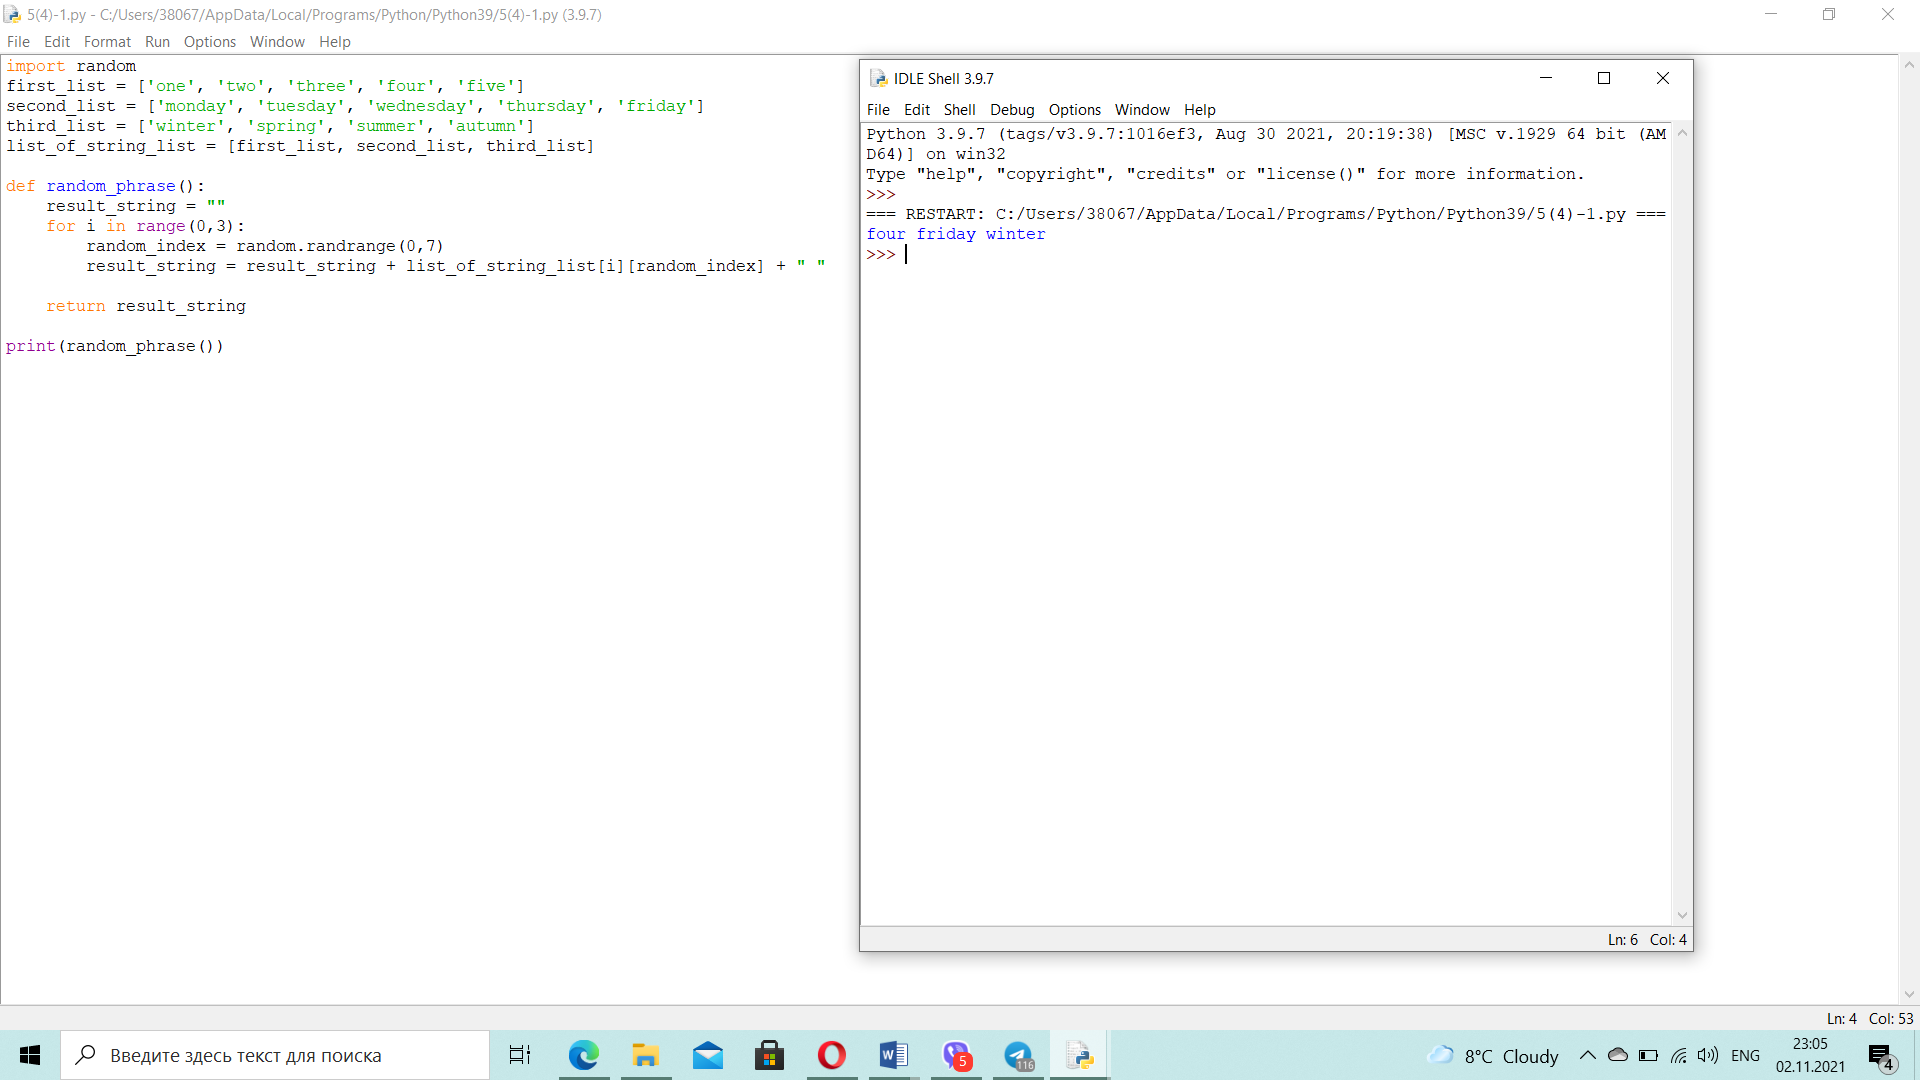 5(4)-1.py - C:/Users/38067/AppData/Local/Programs/Python/Python39/5(4)-1.py (3.9.7)
File Edit Format Run Options Window Help
import random
first_list = ['one', 'two', 'three', 'four', 'five']
second_list = ['monday', 'tuesday', 'wednesday', 'thursday', 'friday']
third_list = ['winter', 'spring', 'summer', 'autumn']
list_of_string_list = [first_list, second_list, third_list]
def random_phrase():
    result_string = ""
    for i in range(0,3):
        random_index = random.randrange(0,7)
        result_string = result_string + list_of_string_list[i][random_index] + " "
    return result_string
print(random_phrase())
IDLE Shell 3.9.7
File Edit Shell Debug Options Window Help
Python 3.9.7 (tags/v3.9.7:1016ef3, Aug 30 2021, 20:19:38) [MSC v.1929 64 bit (AM
D64)] on win32
Type "help", "copyright", "credits" or "license()" for more information.
>>>
=== RESTART: C:/Users/38067/AppData/Local/Programs/Python/Python39/5(4)-1.py ===
four friday winter
>>>
Ln: 6 Col: 4
Ln: 4 Col: 53
Введите здесь текст для поиска
W
5
116
8°C Cloudy
ENG
23:05
02.11.2021
4